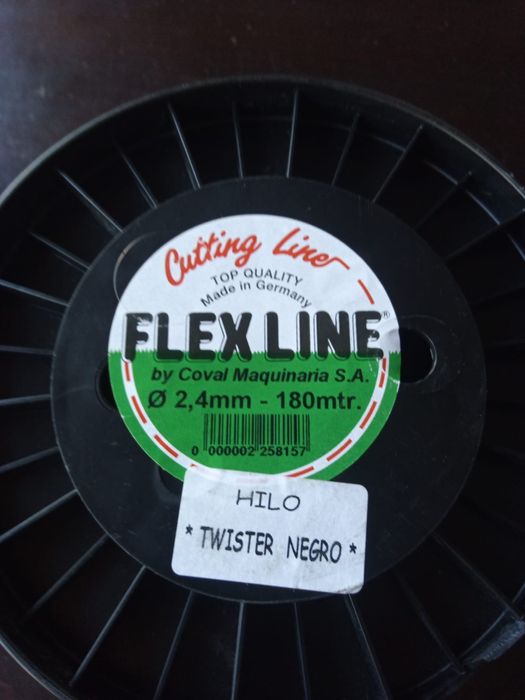 Cutting Line
TOP QUALITY
Made in Germany
FLEX LINE®
by Coval Maquinaria S.A.
Ø 2,4mm - 180mtr.
0 000002 258157
HILO
* TWISTER NEGRO *